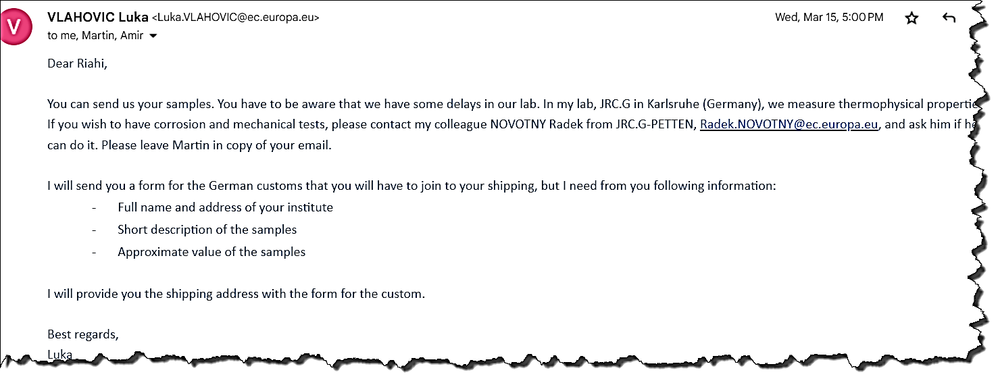 V
VLAHOVIC Luka <Luka.VLAHOVIC@ec.europa.eu>
Wed, Mar 15, 5:00 PM
to me, Martin, Amir
Dear Riahi,
You can send us your samples. You have to be aware that we have some delays in our lab. In my lab, JRC.G in Karlsruhe (Germany), we measure thermophysical propertie
If you wish to have corrosion and mechanical tests, please contact my colleague NOVOTNY Radek from JRC.G-PETTEN, Radek.NOVOTNY@ec.europa.eu, and ask him if he
can do it. Please leave Martin in copy of your email.
I will send you a form for the German customs that you will have to join to your shipping, but I need from you following information:
- Full name and address of your institute
- Short description of the samples
- Approximate value of the samples
I will provide you the shipping address with the form for the custom.
Best regards,
Luka